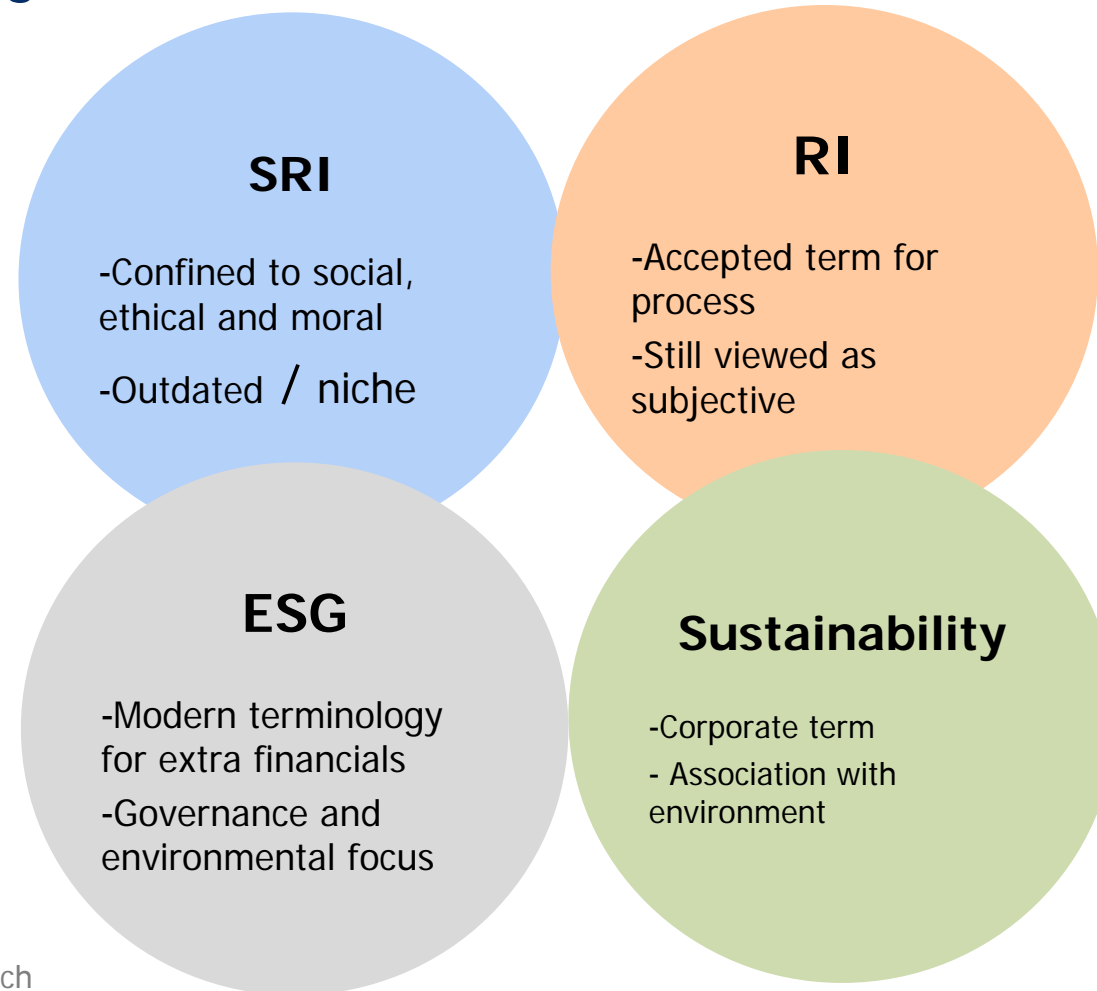 SRI
-Confined to social,
ethical and moral
-Outdated / niche
RI
-Accepted term for
process
-Still viewed as
subjective
ESG
-Modern terminology
for extra financials
-Governance and
environmental focus
Sustainability
-Corporate term
- Association with
environment
ch